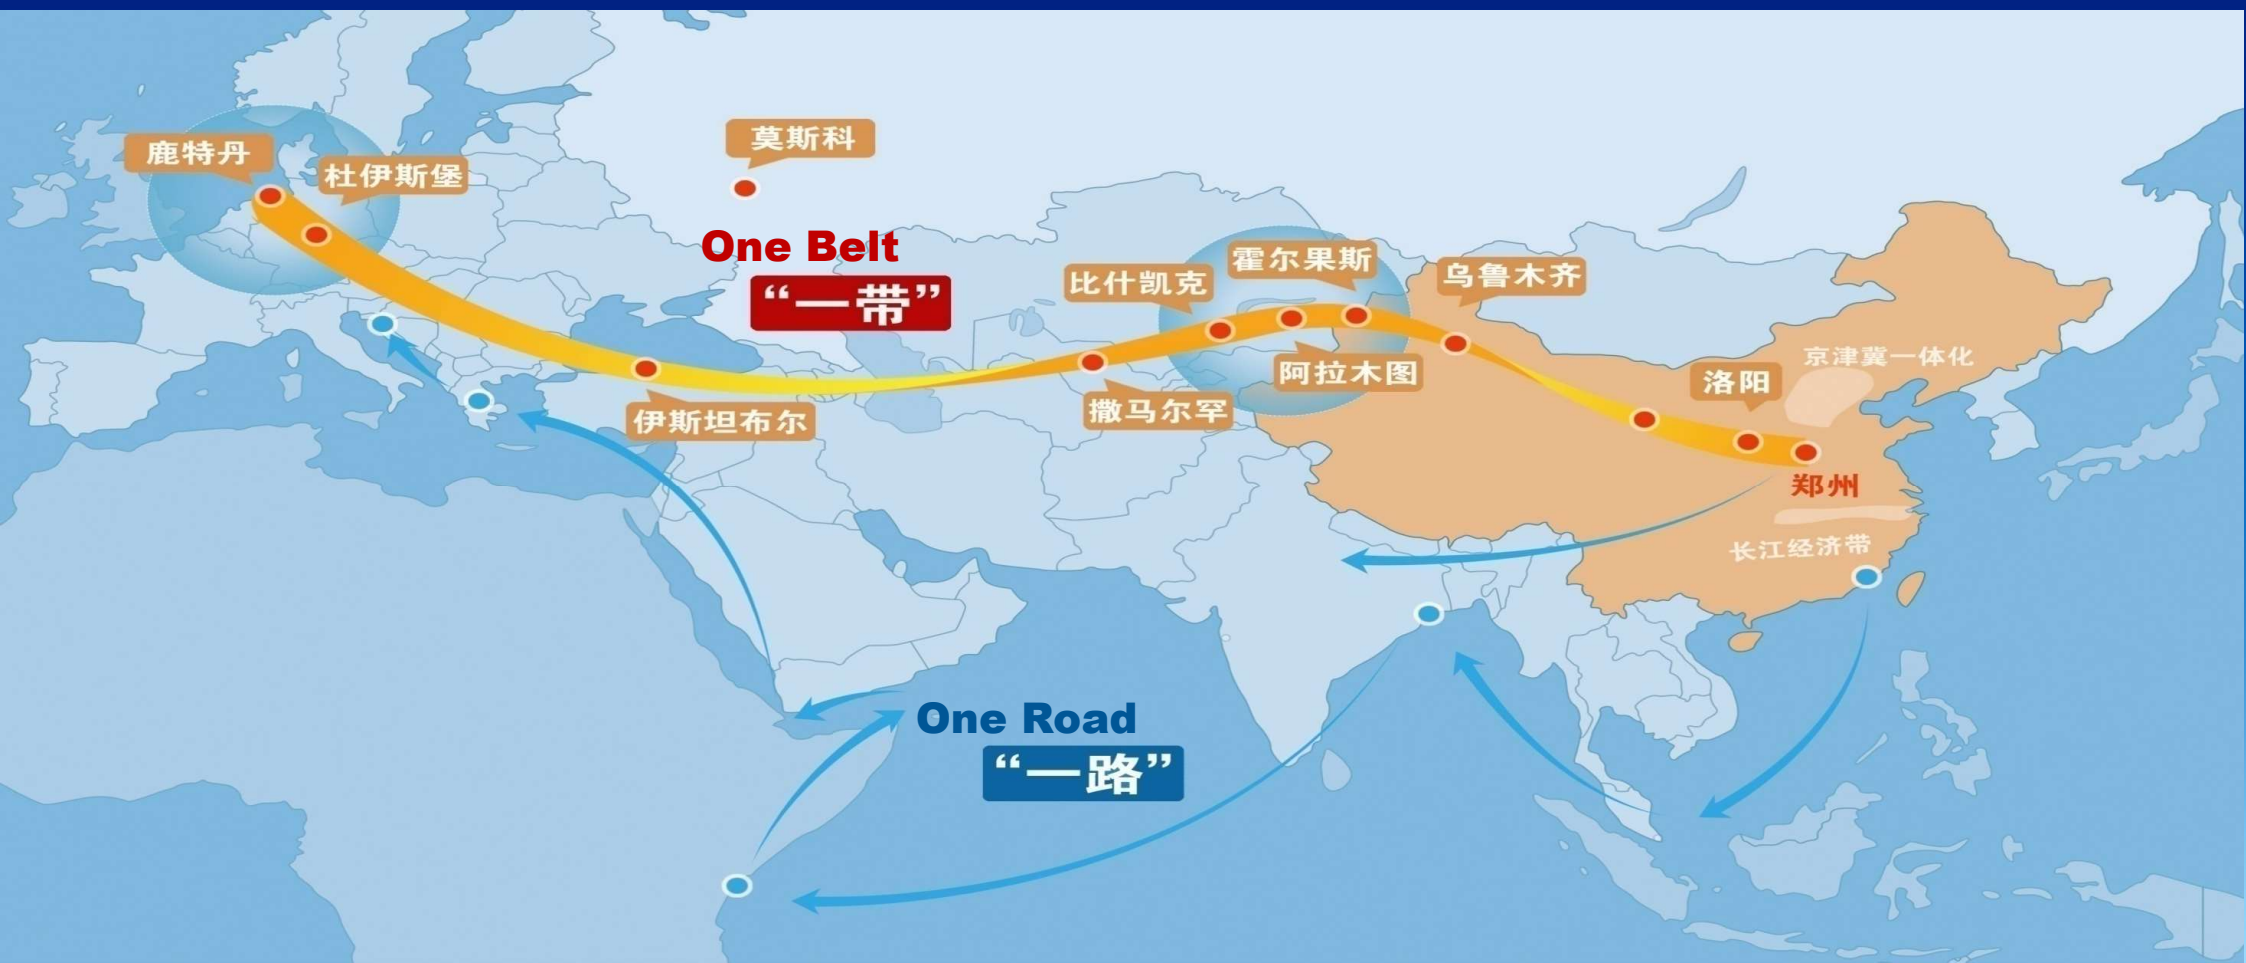 莫斯科
鹿特丹
杜伊斯堡
One Belt
“一带”
霍尔果斯
比什凯克
乌鲁木齐
京津冀一体化
阿拉木图
洛阳
撒马尔罕
伊斯坦布尔
郑州
长江经济带
One Road
“一路”